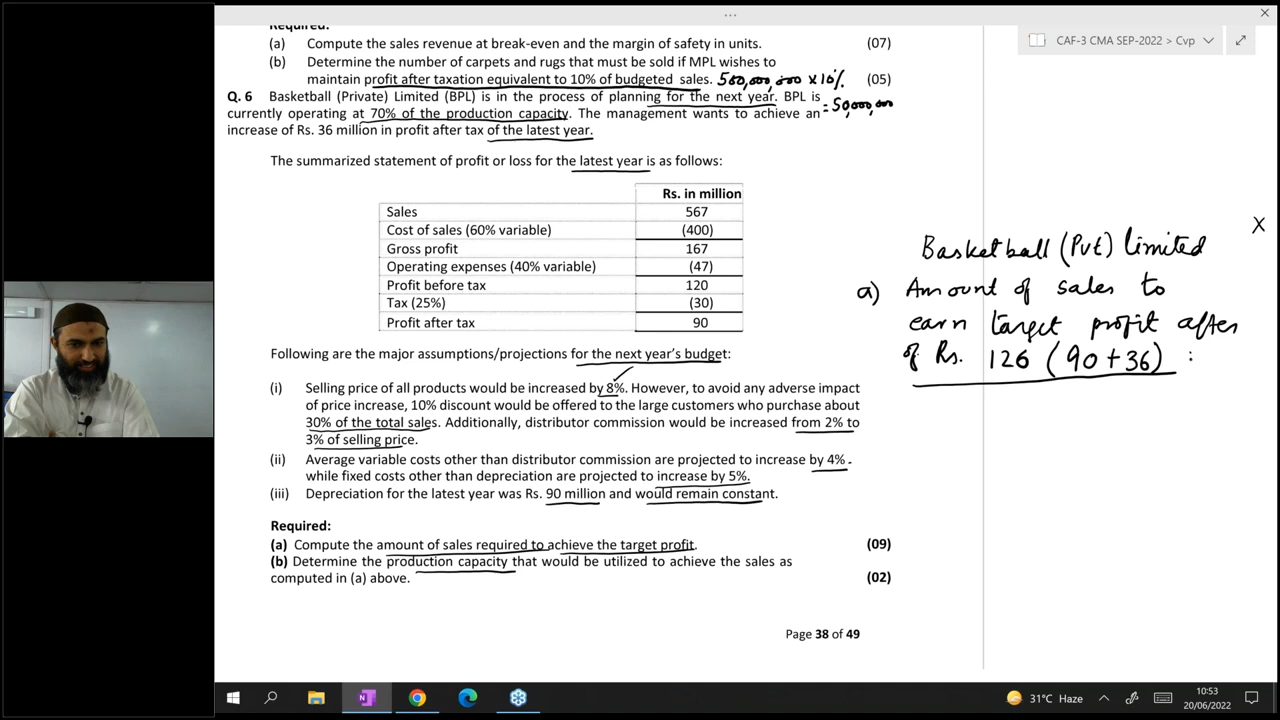 Required:
(a) Compute the sales revenue at break-even and the margin of safety in units. (07)
(b) Determine the number of carpets and rugs that must be sold if MPL wishes to
maintain profit after taxation equivalent to 10% of budgeted sales. 500,000,000 × 10% (05)
= 50,000,000
Q. 6 Basketball (Private) Limited (BPL) is in the process of planning for the next year. BPL is
currently operating at 70% of the production capacity. The management wants to achieve an
increase of Rs. 36 million in profit after tax of the latest year.
The summarized statement of profit or loss for the latest year is as follows:
Rs. in million
Sales 567
Cost of sales (60% variable) (400)
Gross profit 167
Operating expenses (40% variable) (47)
Profit before tax 120
Tax (25%) (30)
Profit after tax 90
Following are the major assumptions/projections for the next year's budget:
(i) Selling price of all products would be increased by 8%. However, to avoid any adverse impact
of price increase, 10% discount would be offered to the large customers who purchase about
30% of the total sales. Additionally, distributor commission would be increased from 2% to
3% of selling price.
(ii) Average variable costs other than distributor commission are projected to increase by 4%
while fixed costs other than depreciation are projected to increase by 5%.
(iii) Depreciation for the latest year was Rs. 90 million and would remain constant.
Required:
(a) Compute the amount of sales required to achieve the target profit. (09)
(b) Determine the production capacity that would be utilized to achieve the sales as
computed in (a) above. (02)
Page 38 of 49
CAF-3 CMA SEP-2022 > Cvp
Basketball (Pvt) limited
a) Amount of sales to
earn target profit after
of Rs. 126 (90+36) :
31°C Haze
10:53
20/06/2022